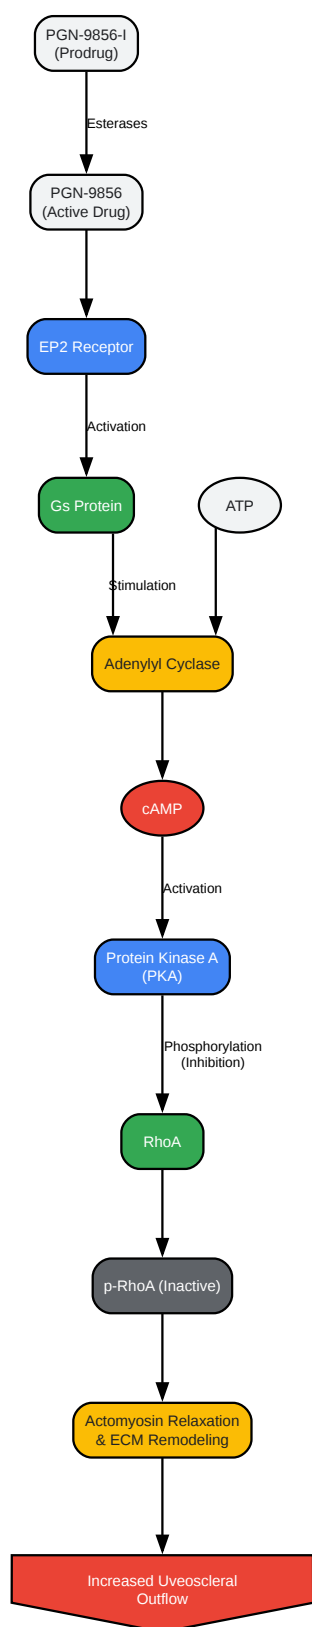 PGN-9856-I
(Prodrug)
Esterases
PGN-9856
(Active Drug)
EP2 Receptor
Activation
Gs Protein
ATP
Stimulation
Adenylyl Cyclase
cAMP
Activation
Protein Kinase A
(PKA)
Phosphorylation
(Inhibition)
RhoA
p-RhoA (Inactive)
Actomyosin Relaxation
& ECM Remodeling
Increased Uveoscleral
Outflow